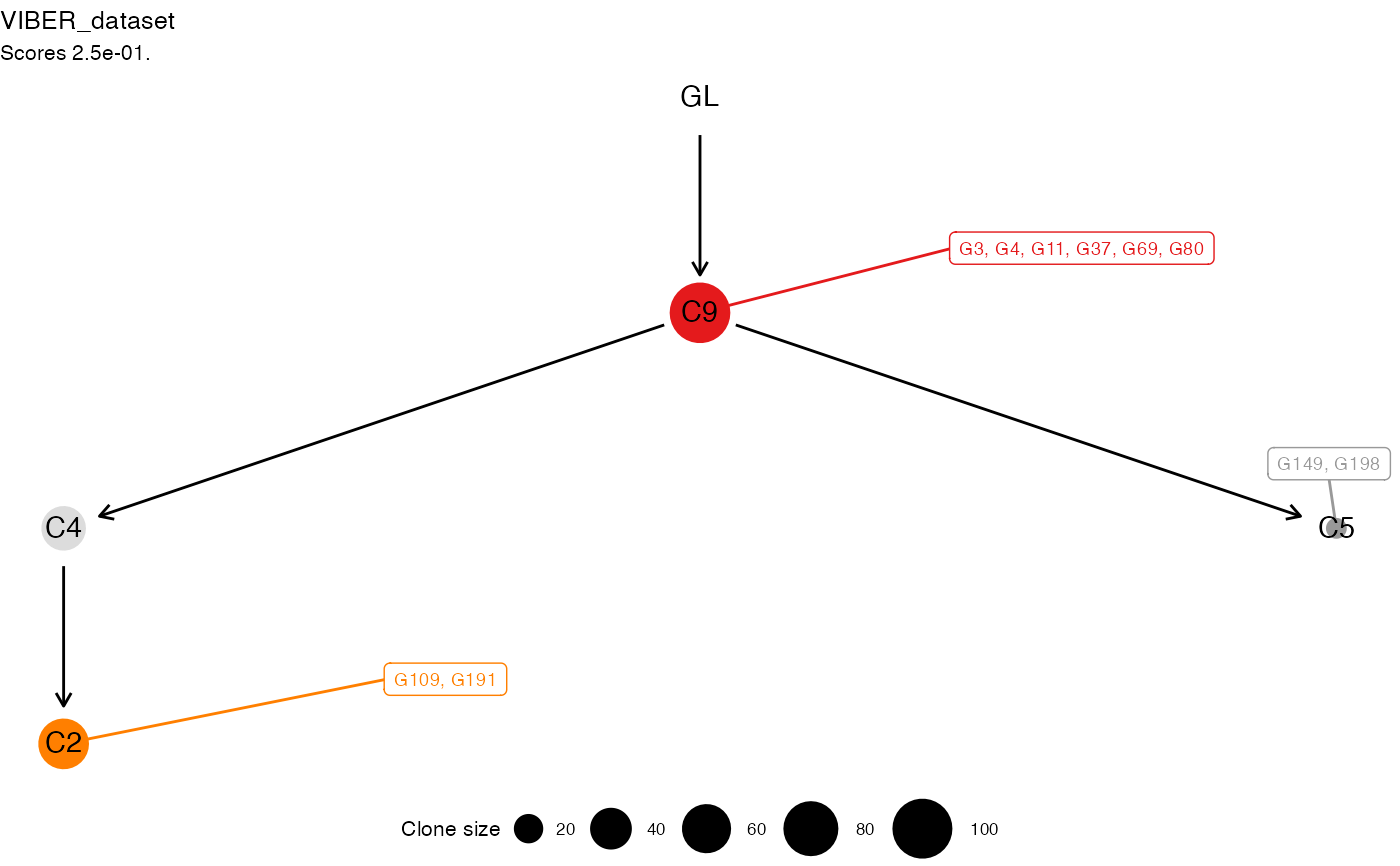 VIBER_dataset
Scores 2.5e-01.
GL
G3, G4, G11, G37, G69, G80
C9
G149, G198
C4
C5
G109, G191
C2
Clone size 20 40 60 80 100